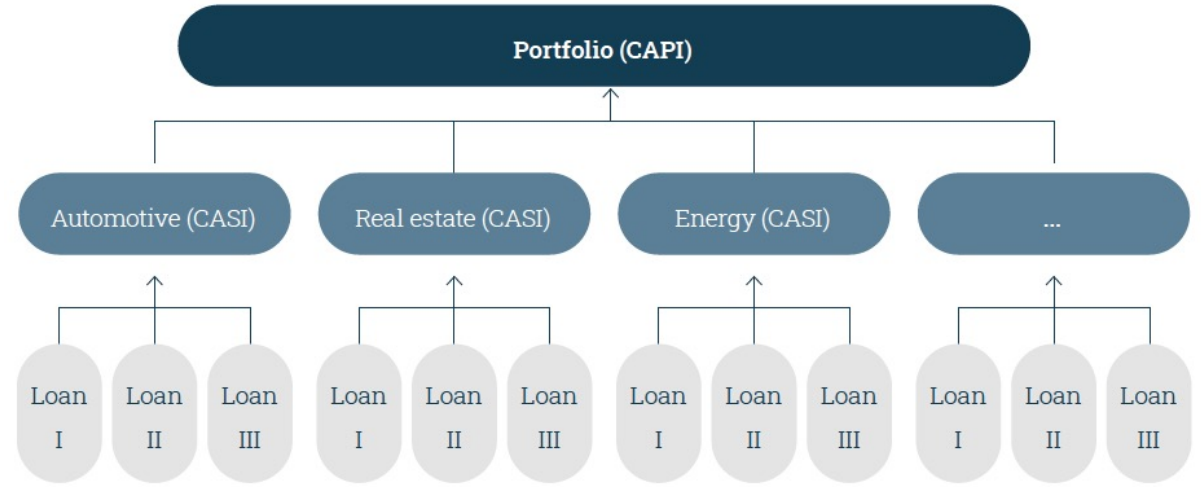 Portfolio (CAPI)
Automotive (CASI)
Real estate (CASI)
Energy (CASI)
...
Loan
I
Loan
II
Loan
III
Loan
I
Loan
II
Loan
III
Loan
I
Loan
II
Loan
III
Loan
I
Loan
II
Loan
III